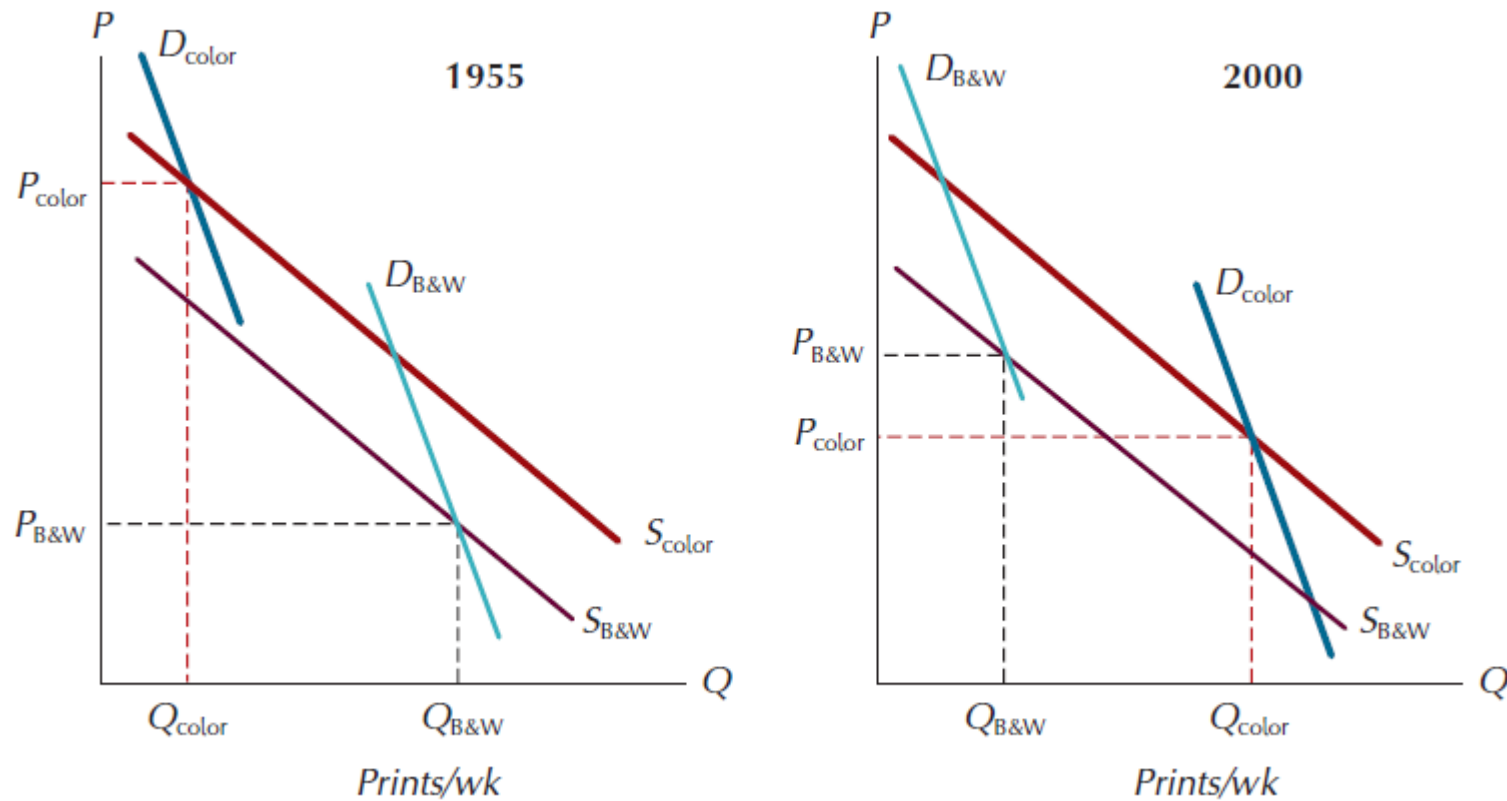 P
D_color
1955
P_color
D_B&W
P_B&W
S_color
S_B&W
Q
Q_color
Q_B&W
Prints/wk
P
D_B&W
2000
D_color
P_B&W
P_color
S_color
S_B&W
Q
Q_B&W
Q_color
Prints/wk